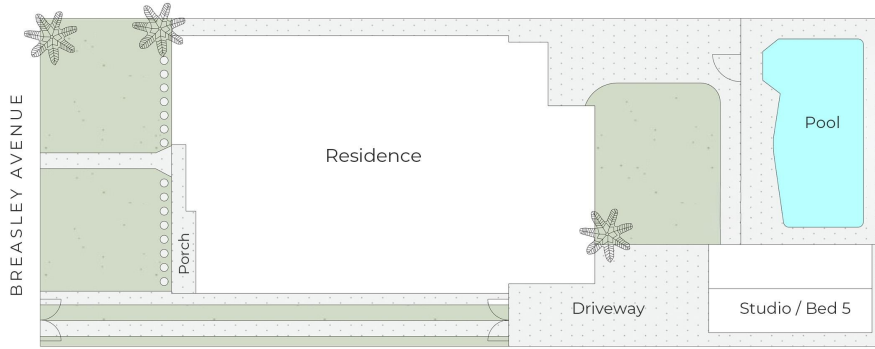 BREASLEY AVENUE
Residence
Porch
Pool
Driveway
Studio / Bed 5